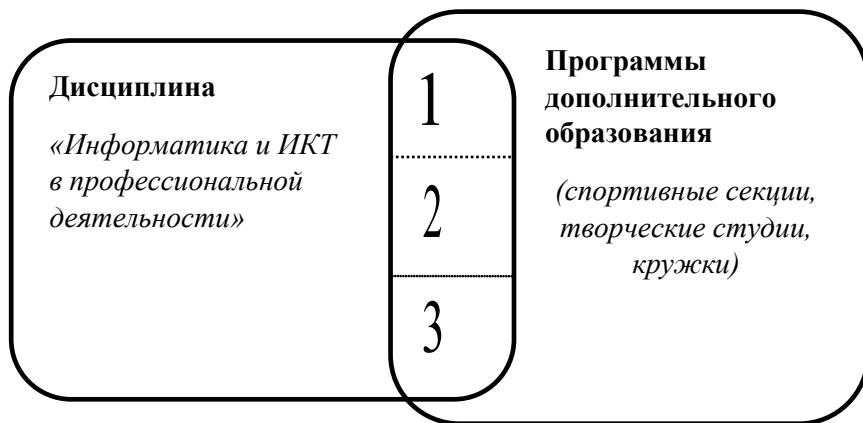 Дисциплина
«Информатика и ИКТ
в профессиональной
деятельности»
1
2
3
Программы
дополнительного
образования
(спортивные секции,
творческие студии,
кружки)